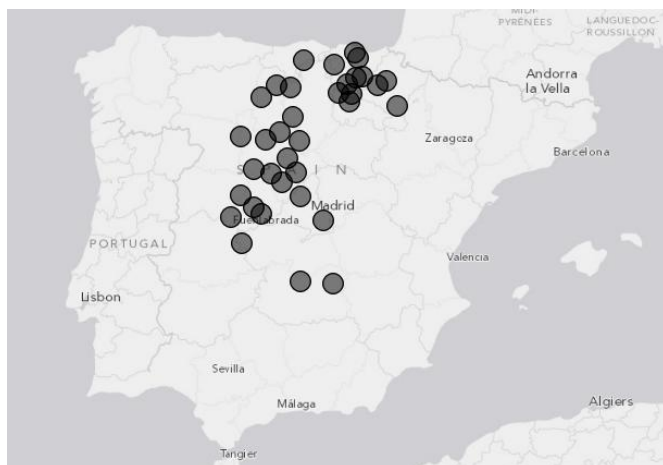 MIDI-
PYRÉNÉES
LANGUEDOC-
ROUSSILLON
Andorra
la Vella
Zaragoza
Barcelona
S P A I N
Madrid
Fuenlabrada
PORTUGAL
Valencia
Lisbon
Sevilla
Málaga
Algiers
Tangier